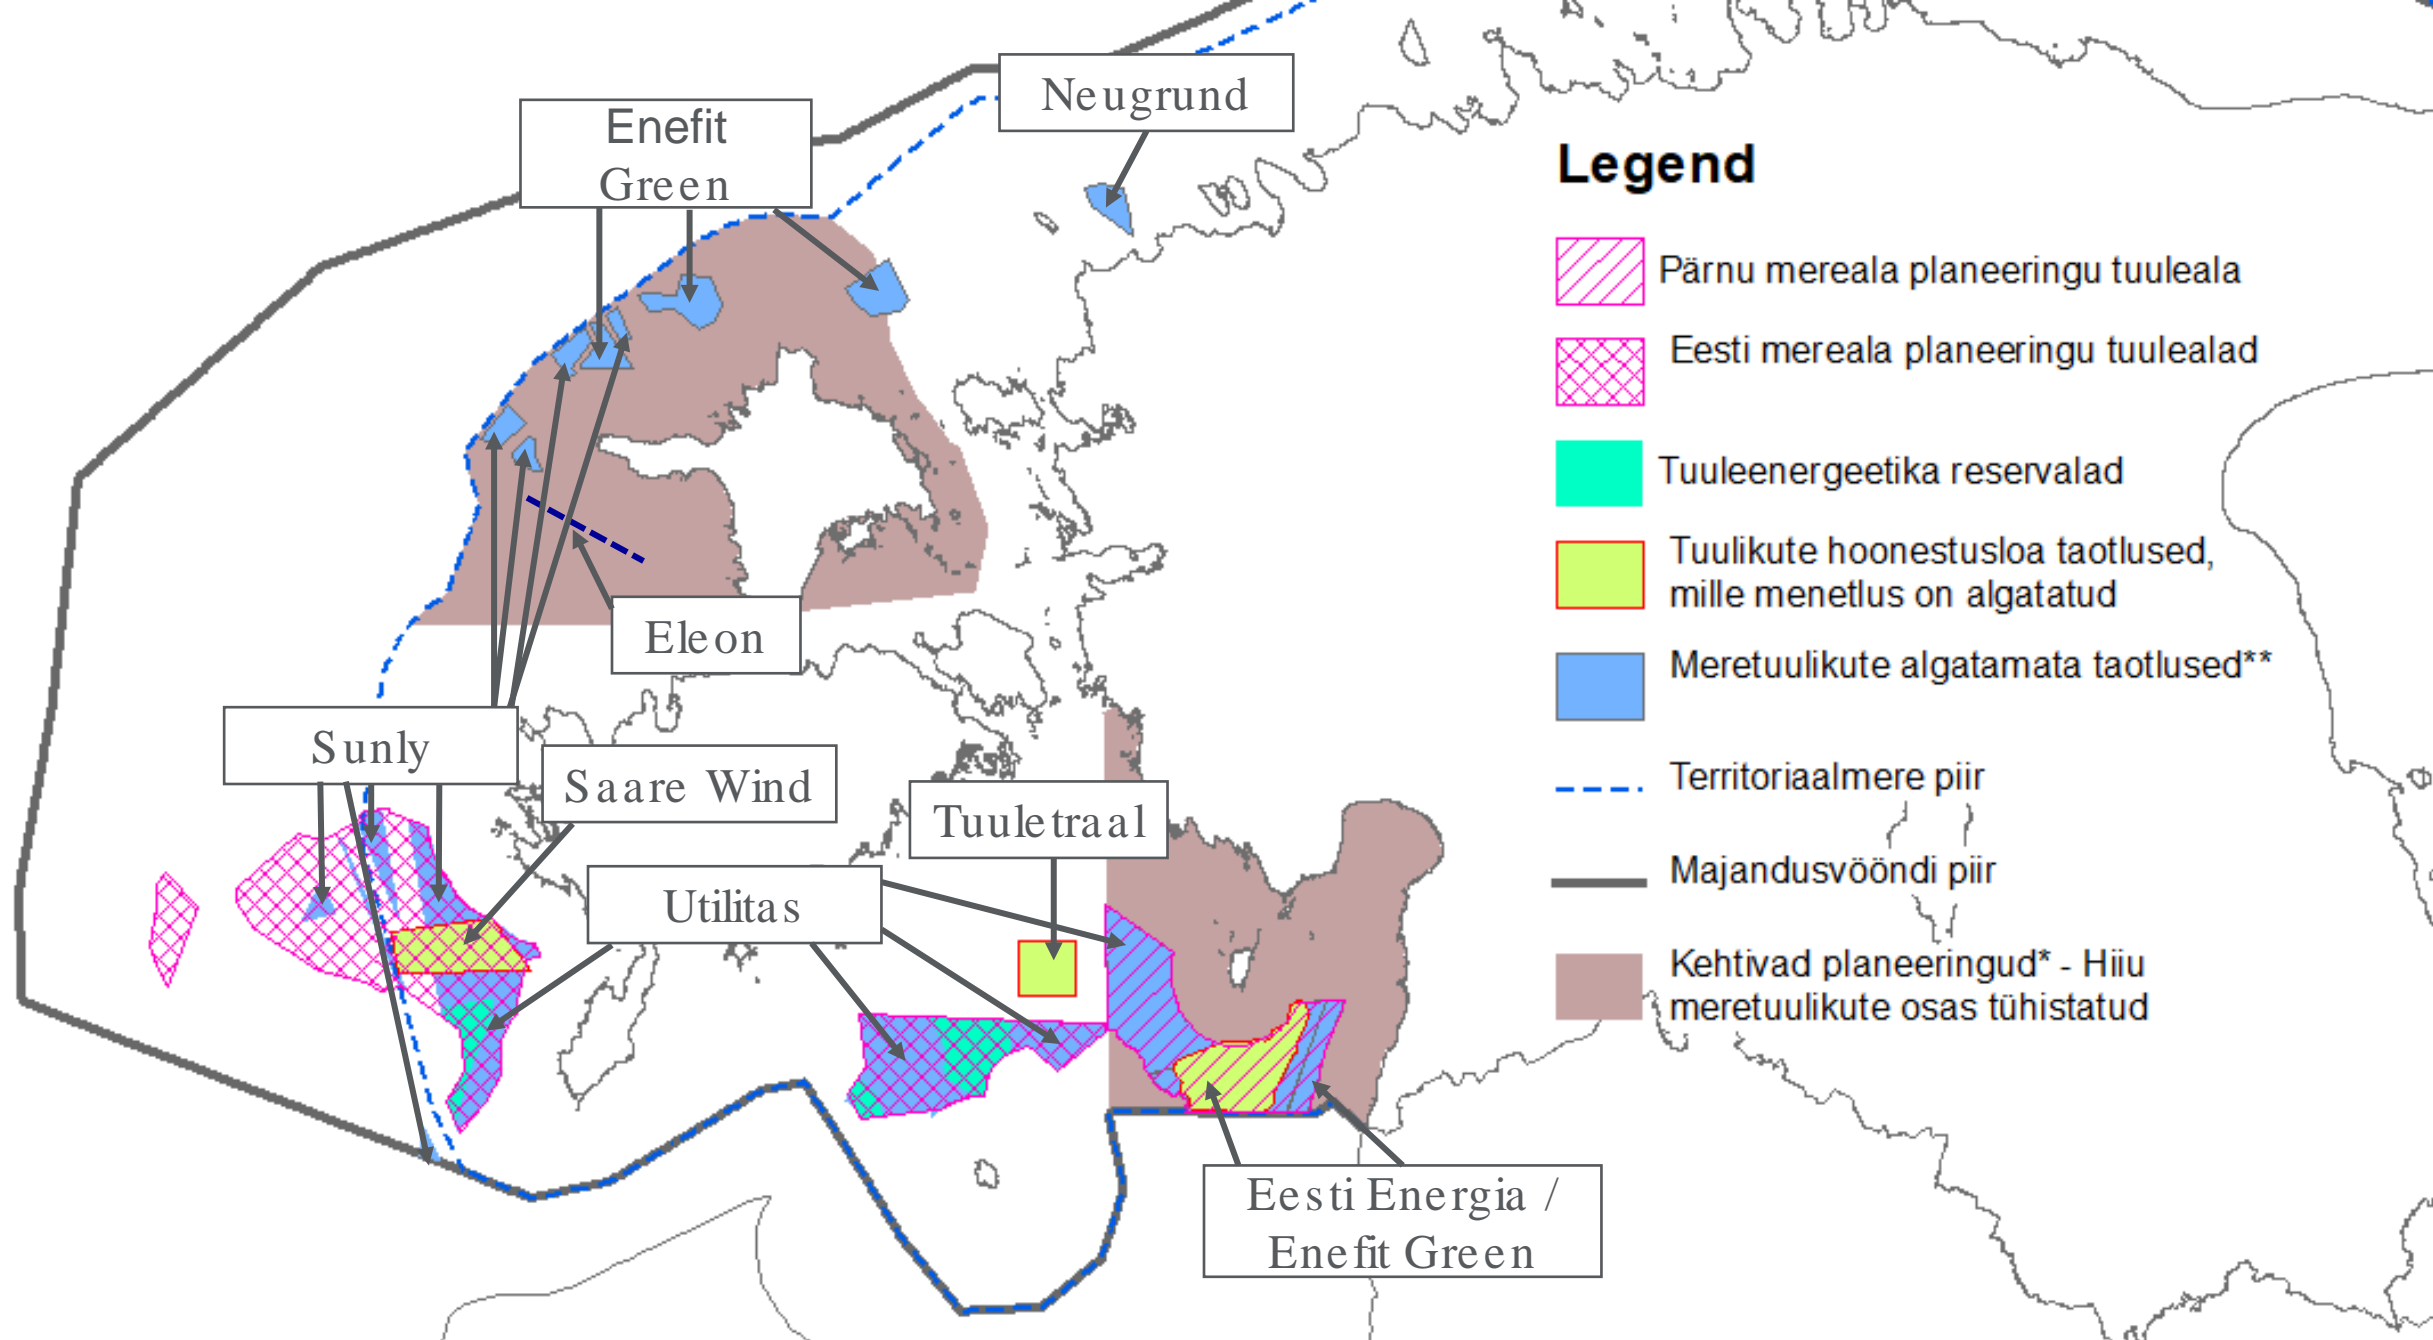 Neugrund
Enefit
Green
Eleon
Sunly
Saare Wind
Tuuletraal
Utilitas
Eesti Energia /
Enefit Green
Legend
Pärnu mereala planeeringu tuuleala
Eesti mereala planeeringu tuulealad
Tuuleenergeetika reservalad
Tuulikute hoonestusloa taotlused,
mille menetlus on algatatud
Meretuulikute algatamata taotlused**
Territoriaalmere piir
Majandusvööndi piir
Kehtivad planeeringud* - Hiiu
meretuulikute osas tühistatud